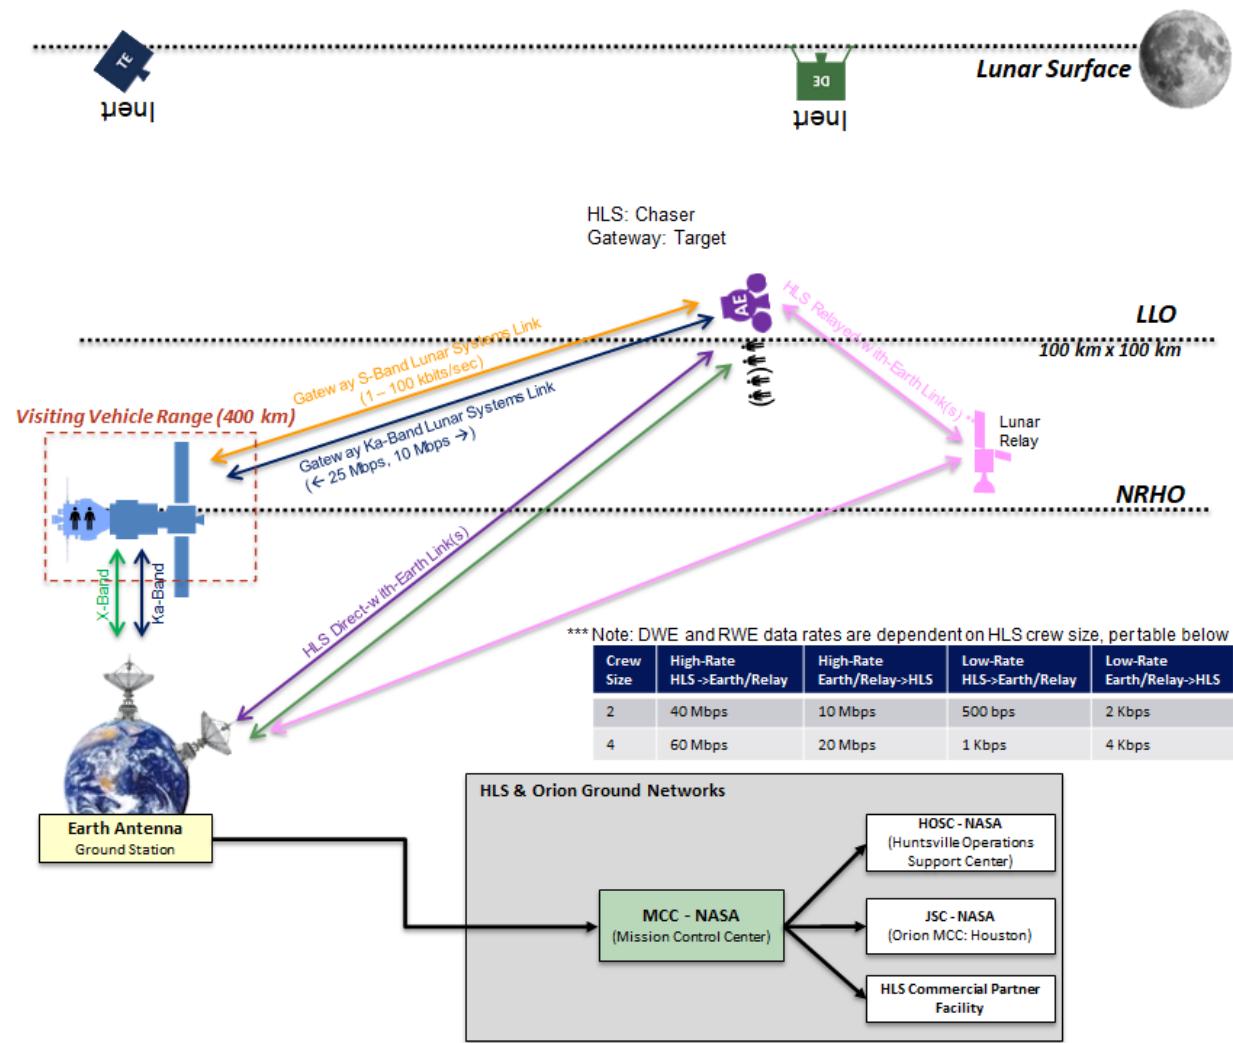 TE
Inert
DE
Inert
Lunar Surface
HLS: Chaser
Gateway: Target
AE
HLS Relayed-with-Earth Link(s) **
LLO
100 km x 100 km
Gateway S-Band Lunar Systems Link
(1 – 100 kbits/sec)
Gateway Ka-Band Lunar Systems Link
(← 25 Mbps, 10 Mbps →)
Visiting Vehicle Range (400 km)
Lunar
Relay
NRHO
X-Band
Ka-Band
HLS Direct-with-Earth Link(s)
*** Note: DWE and RWE data rates are dependent on HLS crew size, per table below
Crew Size | High-Rate HLS ->Earth/Relay | High-Rate Earth/Relay->HLS | Low-Rate HLS->Earth/Relay | Low-Rate Earth/Relay->HLS
2 | 40 Mbps | 10 Mbps | 500 bps | 2 Kbps
4 | 60 Mbps | 20 Mbps | 1 Kbps | 4 Kbps
Earth Antenna
Ground Station
HLS & Orion Ground Networks
MCC - NASA
(Mission Control Center)
HOSC - NASA
(Huntsville Operations
Support Center)
JSC - NASA
(Orion MCC: Houston)
HLS Commercial Partner
Facility